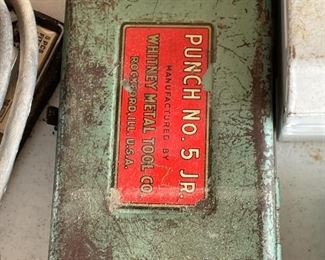 PUNCH NO. 5 JR.
MANUFACTURED BY
WHITNEY METAL TOOL CO.
ROCKFORD, ILL. U.S.A.